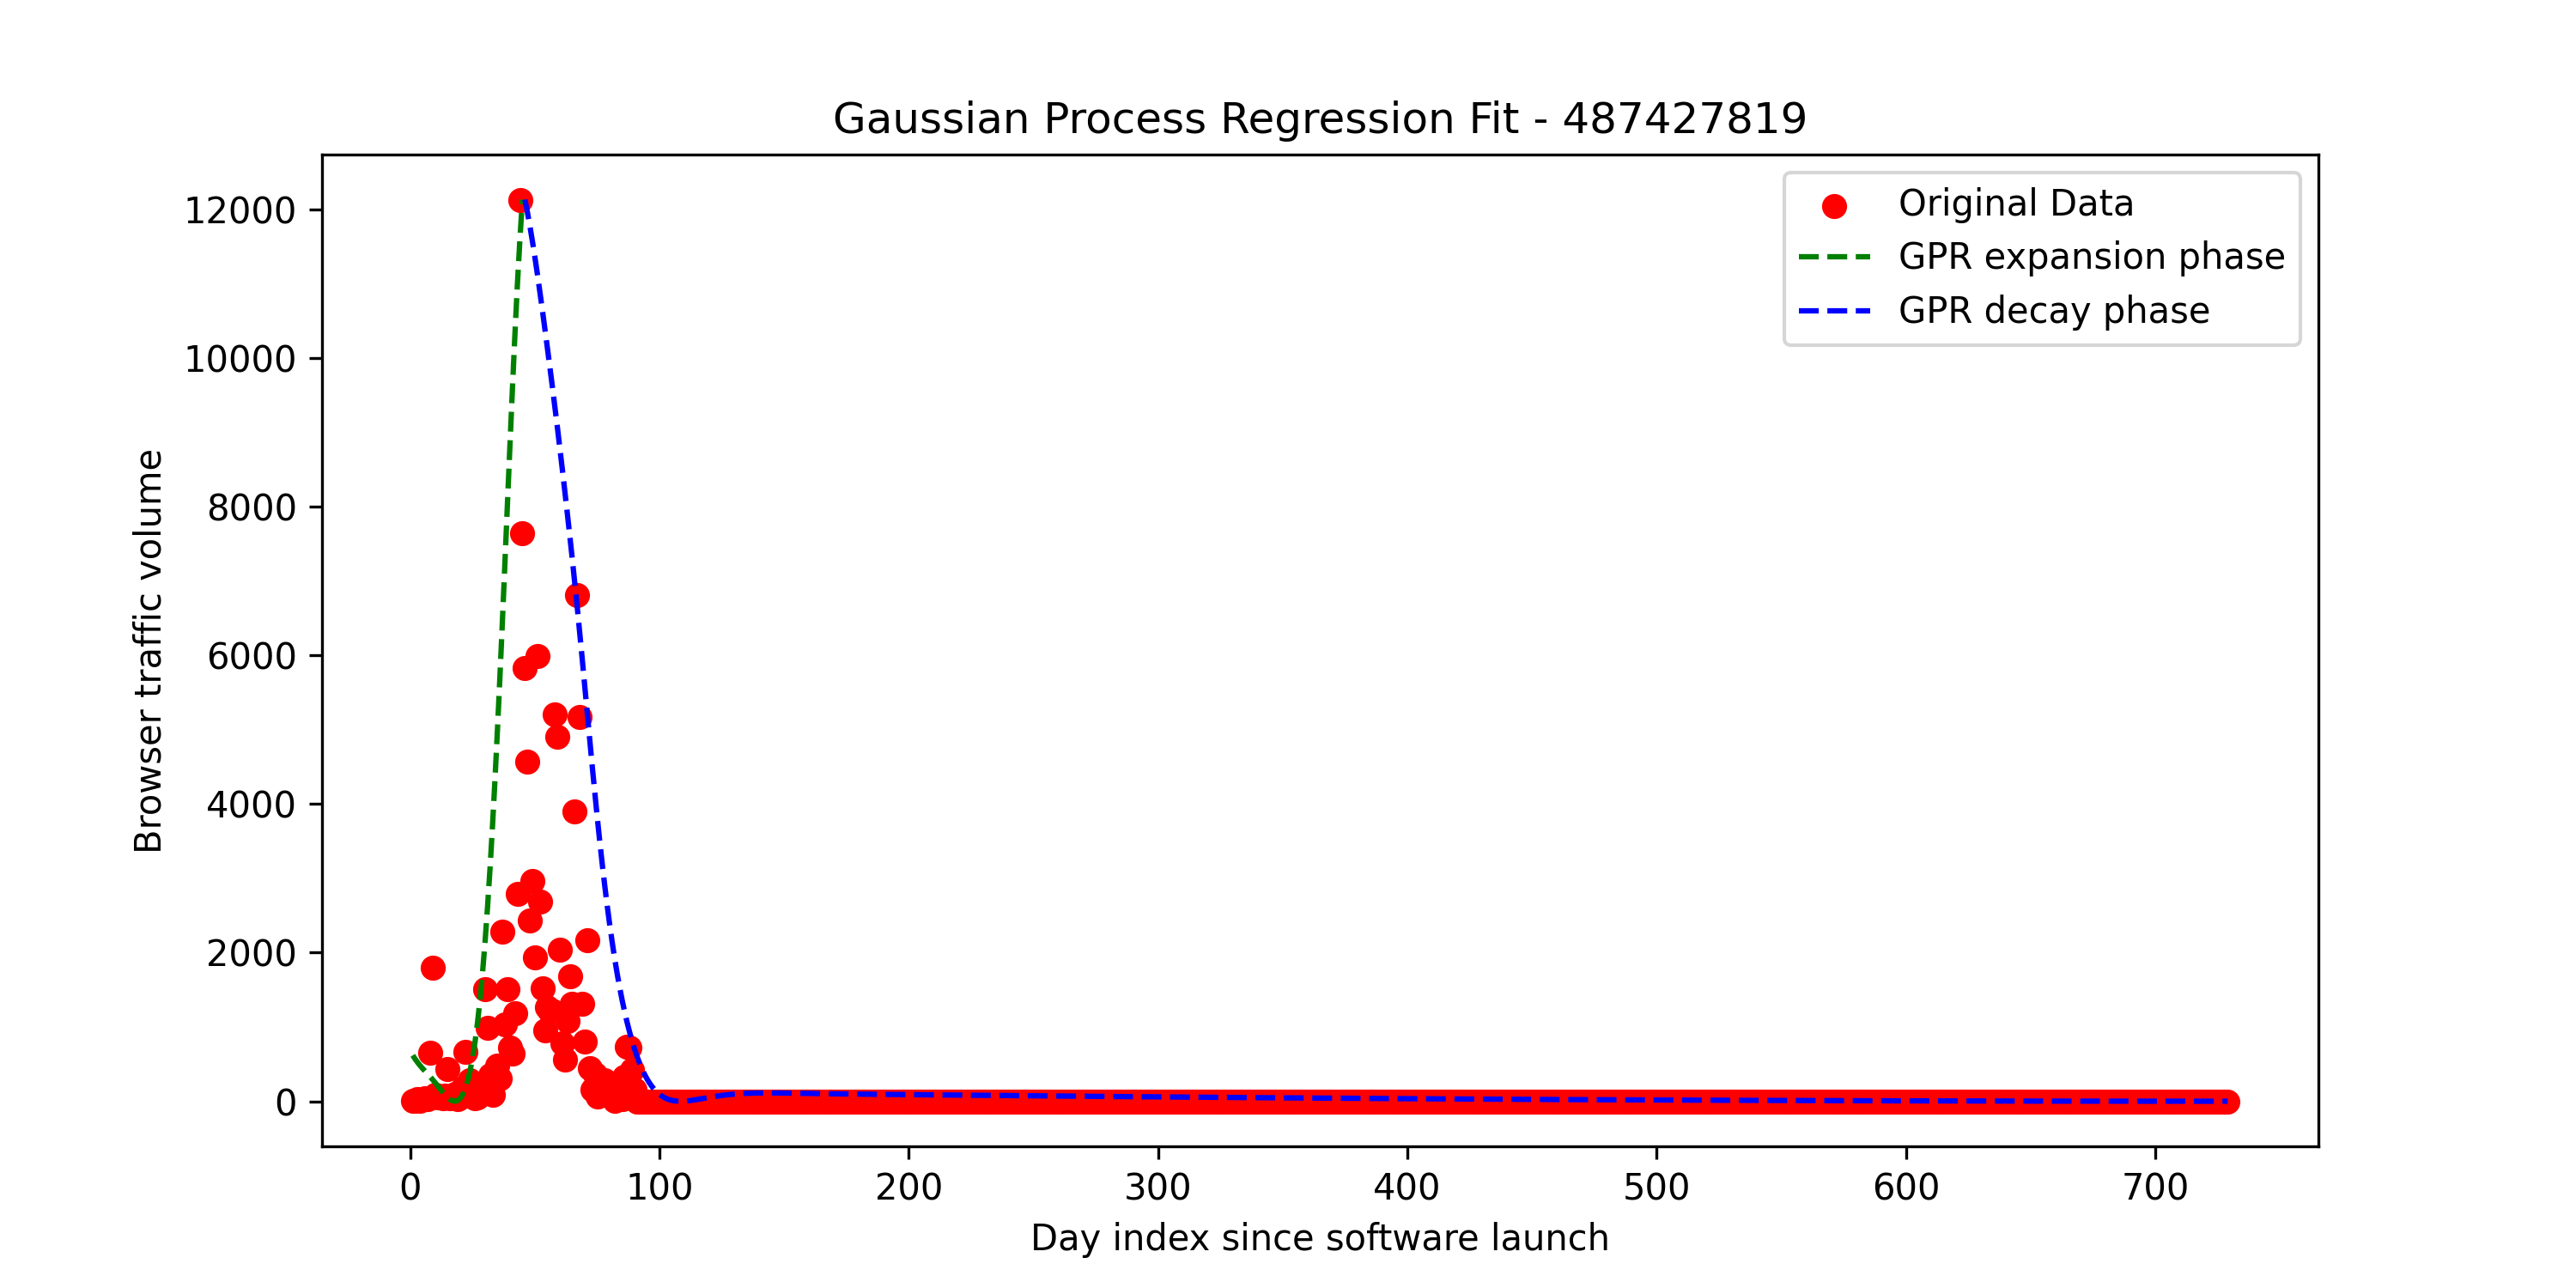 Gaussian Process Regression Fit - 487427819
Original Data
GPR expansion phase
GPR decay phase
Browser traffic volume
12000
10000
8000
6000
4000
2000
0
0 100 200 300 400 500 600 700
Day index since software launch